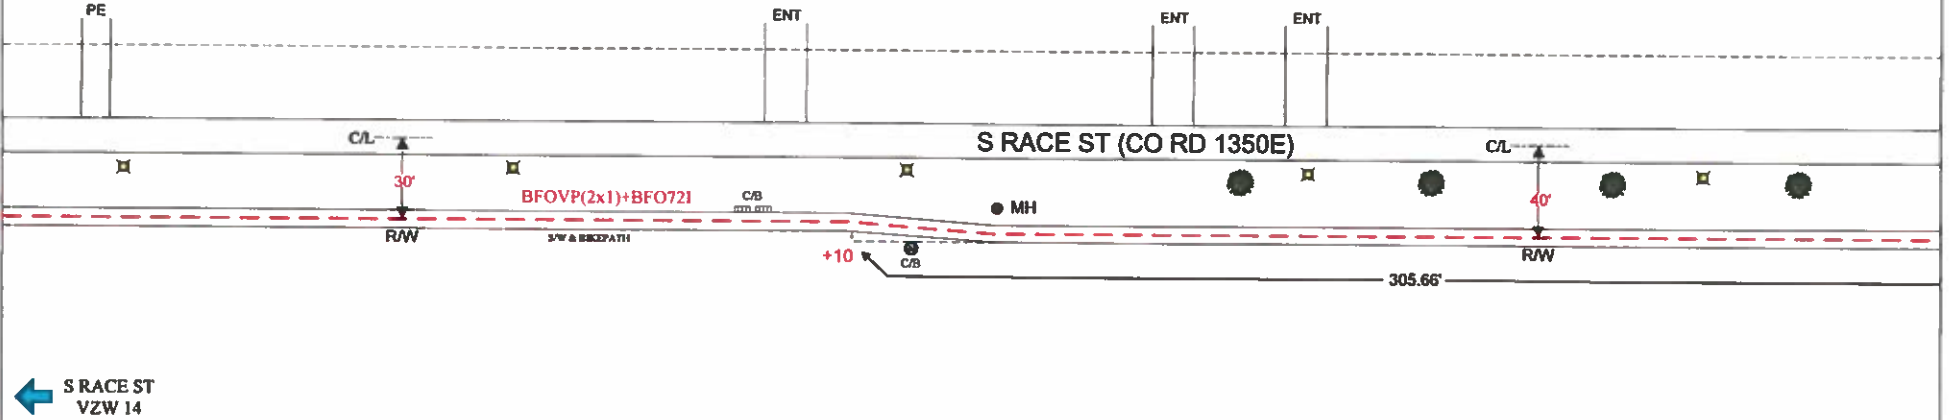 PE
ENT
ENT
ENT
C/L
S RACE ST (CO RD 1350E)
C/L
30'
BFOVP(2x1)+BFO72I
C/B
MH
40'
R/W
S/W & BIKEPATH
+10
C/B
R/W
305.66'
S RACE ST
VZW 14